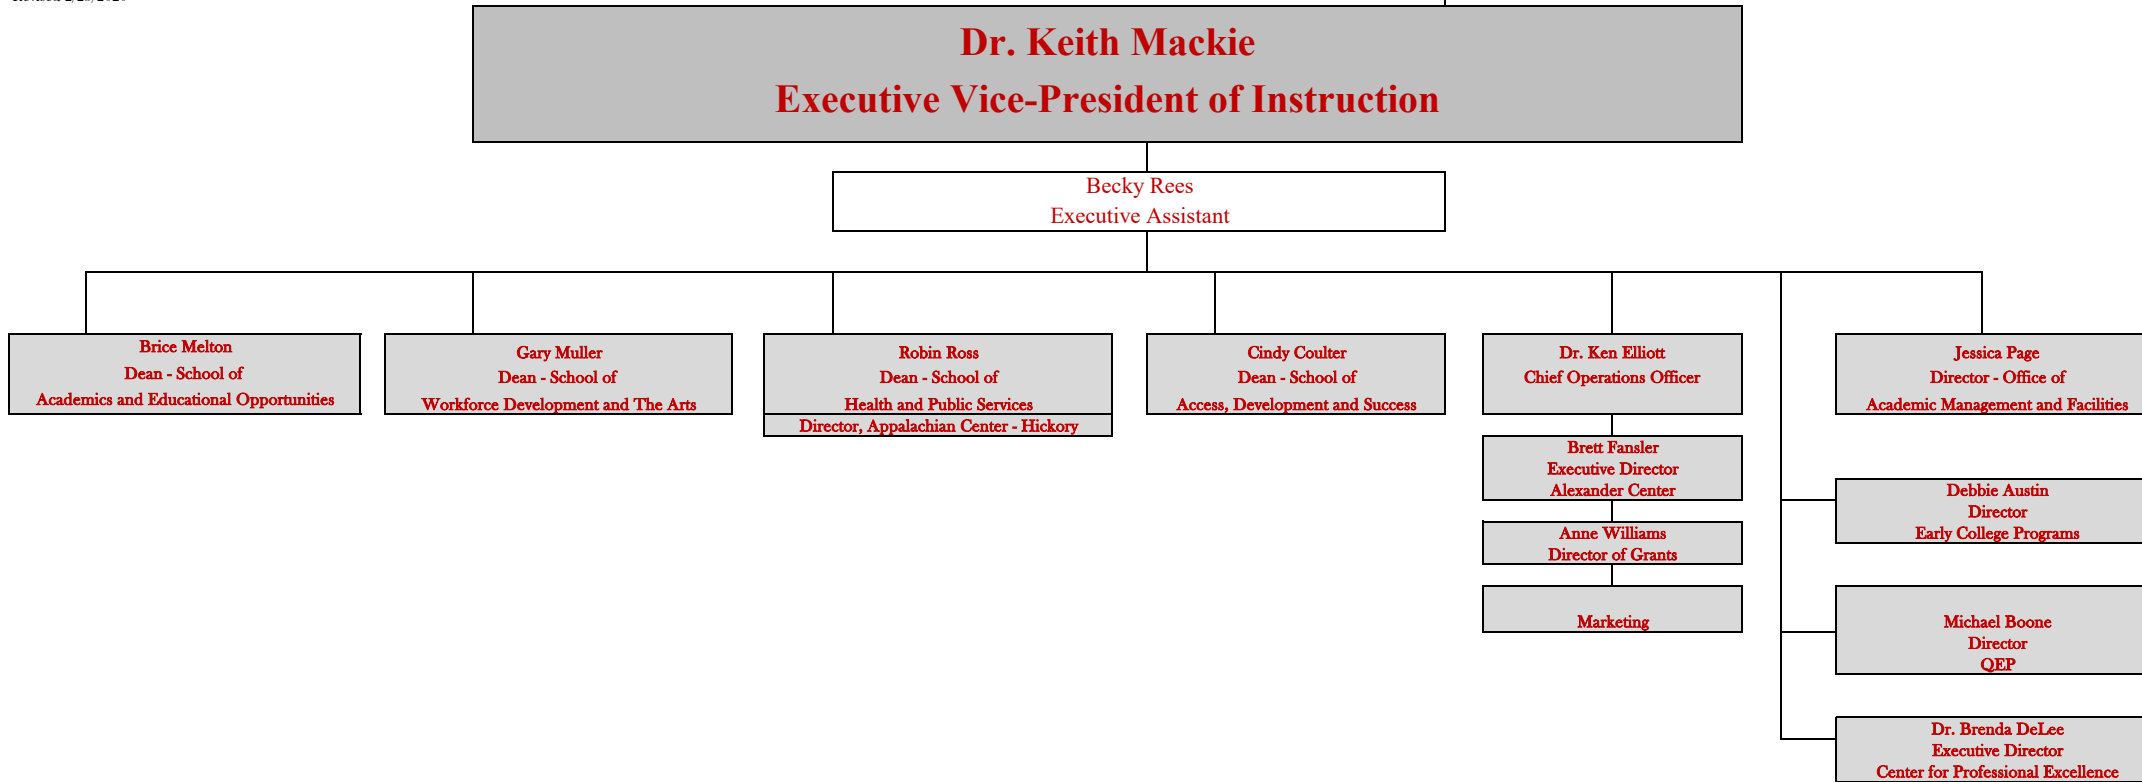 Dr. Keith Mackie
Executive Vice-President of Instruction
Becky Rees
Executive Assistant
Brice Melton
Dean - School of
Academics and Educational Opportunities
Gary Muller
Dean - School of
Workforce Development and The Arts
Robin Ross
Dean - School of
Health and Public Services
Director, Appalachian Center - Hickory
Cindy Coulter
Dean - School of
Access, Development and Success
Dr. Ken Elliott
Chief Operations Officer
Brett Fansler
Executive Director
Alexander Center
Anne Williams
Director of Grants
Marketing
Jessica Page
Director - Office of
Academic Management and Facilities
Debbie Austin
Director
Early College Programs
Michael Boone
Director
QEP
Dr. Brenda DeLee
Executive Director
Center for Professional Excellence